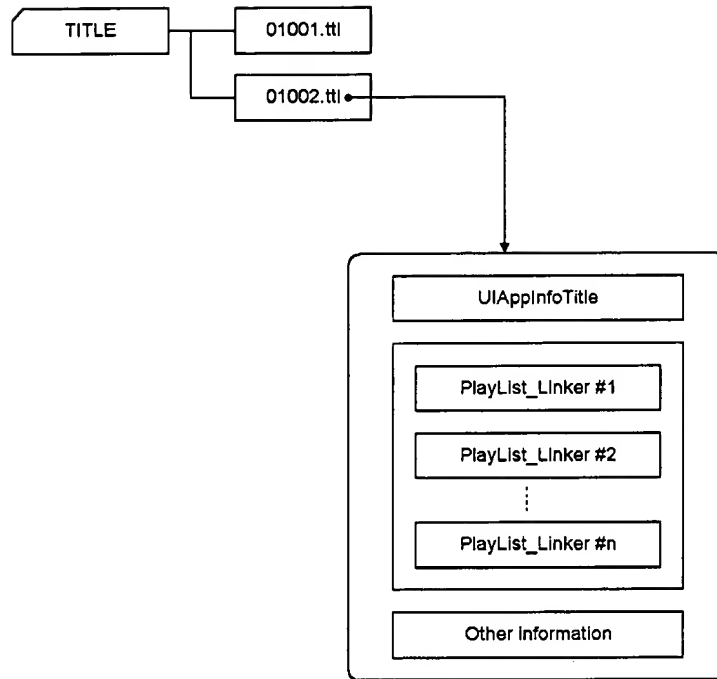 TITLE
01001.ttl
01002.ttl
UIAppInfoTitle
PlayList_Linker #1
PlayList_Linker #2
PlayList_Linker #n
Other Information